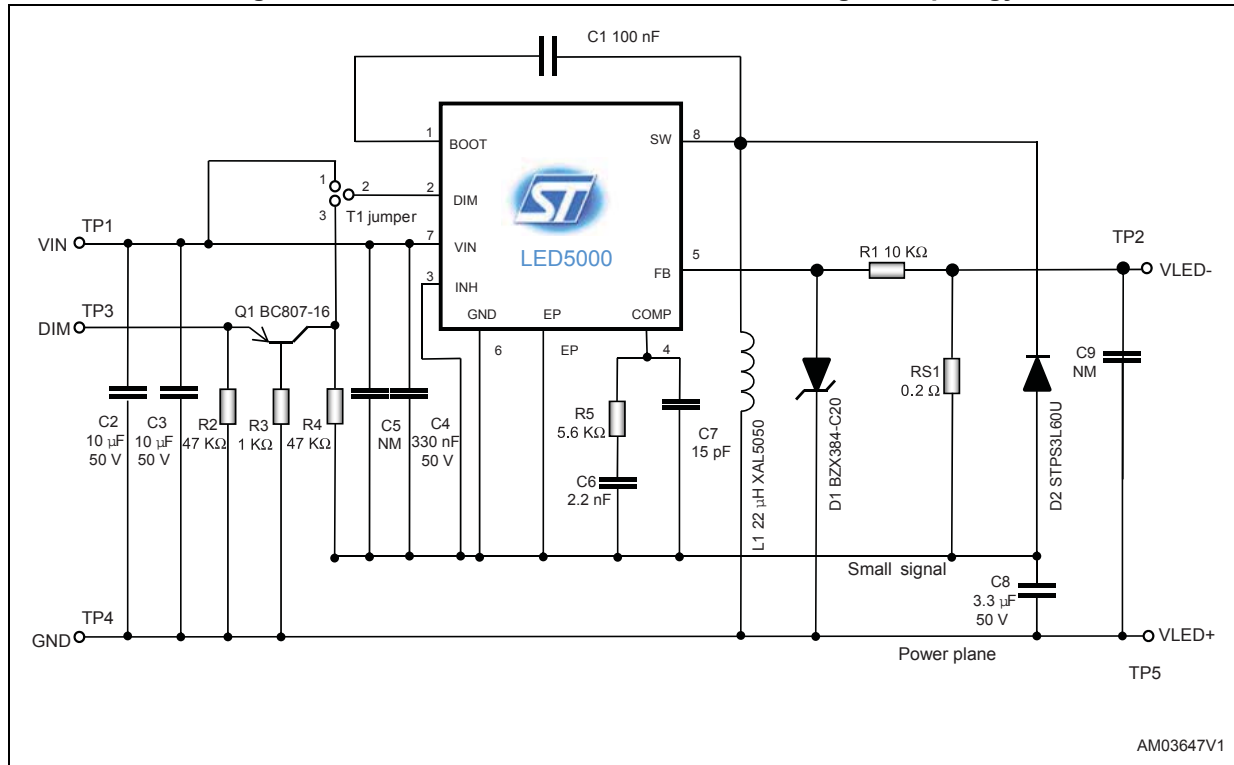 C1 100 nF
1
BOOT
SW
8
1
2
3
T1 jumper
2
DIM
ST
LED5000
TP1
VIN
7
VIN
3
INH
FB
5
R1 10 KΩ
TP2
VLED-
TP3
DIM
Q1 BC807-16
GND
EP
COMP
6
EP
4
C2
10 µF
50 V
C3
10 µF
50 V
R2
47 KΩ
R3
1 KΩ
R4
47 KΩ
C5
NM
C4
330 nF
50 V
R5
5.6 KΩ
C7
15 pF
C6
2.2 nF
L1 22 µH XAL5050
D1 BZX384-C20
RS1
0.2 Ω
D2 STPS3L60U
C9
NM
Small signal
C8
3.3 µF
50 V
TP4
GND
VLED+
Power plane
TP5
AM03647V1